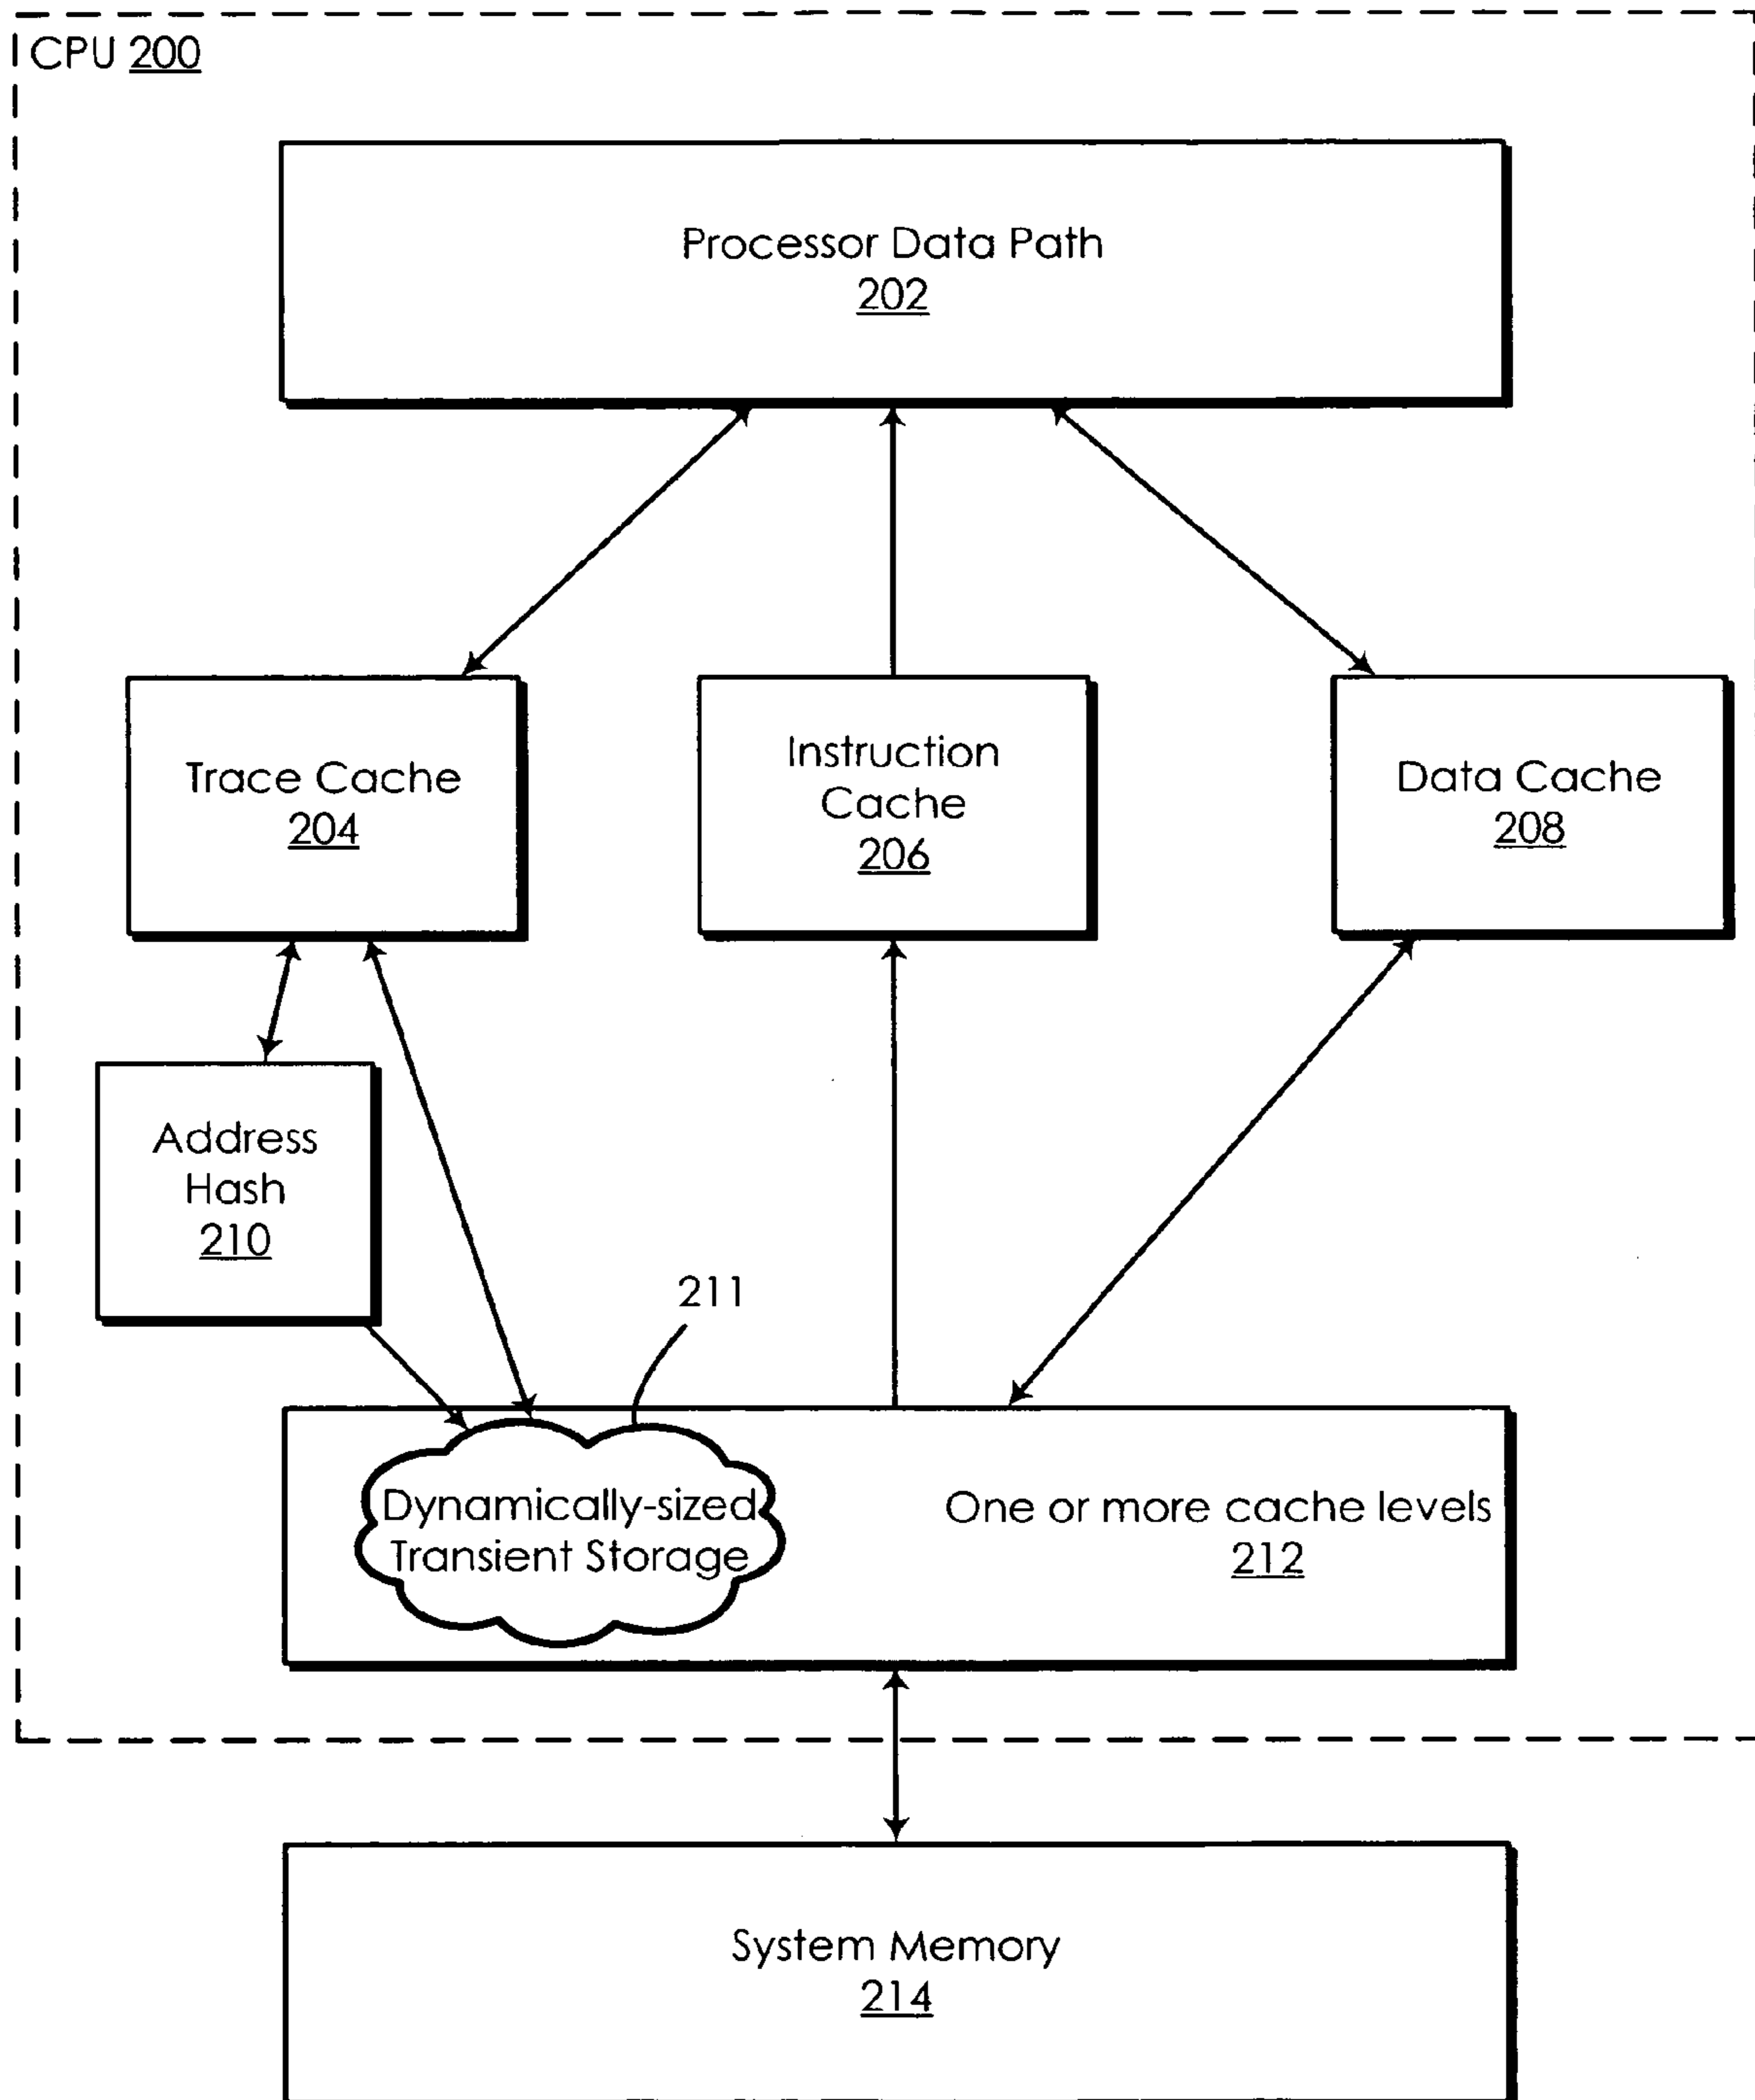 CPU 200
Processor Data Path
202
Trace Cache
204
Instruction
Cache
206
Data Cache
208
Address
Hash
210
211
Dynamically-sized
Transient Storage
One or more cache levels
212
System Memory
214